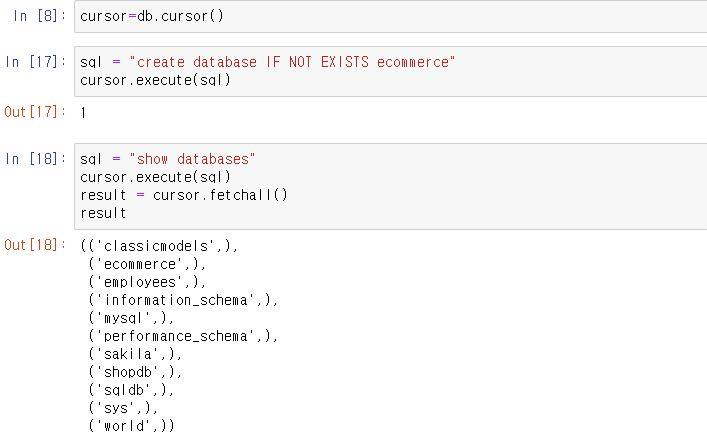 In [8]: cursor=db.cursor()
In [17]: sql = "create database IF NOT EXISTS ecommerce"
cursor.execute(sql)
Out[17]: 1
In [18]: sql = "show databases"
cursor.execute(sql)
result = cursor.fetchall()
result
Out[18]: (('classicmodels',),
('ecommerce',),
('employees',),
('information_schema',),
('mysql',),
('performance_schema',),
('sakila',),
('shopdb',),
('sqldb',),
('sys',),
('world',))